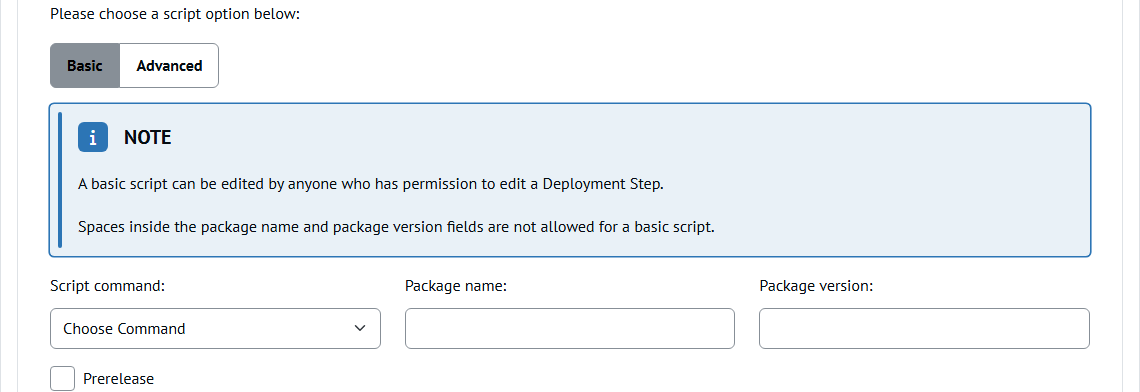 Please choose a script option below:
Basic Advanced
i NOTE
A basic script can be edited by anyone who has permission to edit a Deployment Step.
Spaces inside the package name and package version fields are not allowed for a basic script.
Script command: Package name: Package version:
Choose Command
Prerelease